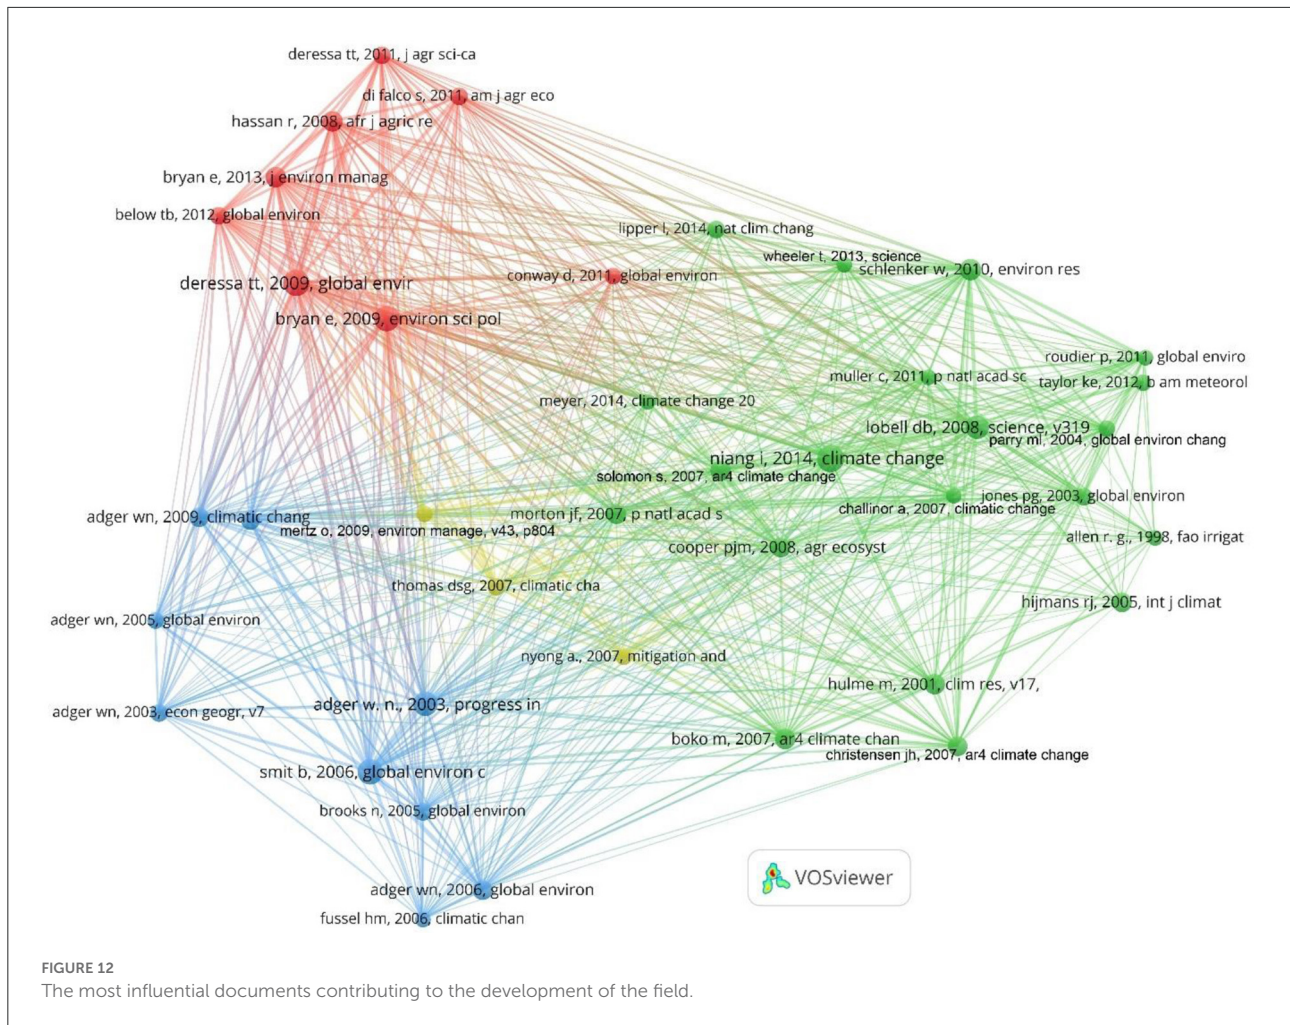 deressa tt, 2011, j agr sci-ca
di falco s, 2011, am j agr eco
hassan r, 2008, afr j agric re
bryan e, 2013, j environ manag
below tb, 2012, global environ
lipper l, 2014, nat clim chang
wheeler t, 2013, science
schlenker w, 2010, environ res
conway d, 2011, global environ
deressa tt, 2009, global envir
bryan e, 2009, environ sci pol
roudier p, 2011, global enviro
muller c, 2011, p natl acad sc
taylor ke, 2012, b am meteorol
meyer, 2014, climate change 20
lobell db, 2008, science, v319
parry ml, 2004, global environ chang
niang i, 2014, climate change
solomon s, 2007, ar4 climate change
jones pg, 2003, global environ
challinor a, 2007, climatic change
adger wn, 2009, climatic chang
mertz o, 2009, environ manage, v43, p804
morton jf, 2007, p natl acad s
allen r. g., 1998, fao irrigat
cooper pjm, 2008, agr ecosyst
thomas dsg, 2007, climatic cha
hijmans rj, 2005, int j climat
adger wn, 2005, global environ
nyong a., 2007, mitigation and
hulme m, 2001, clim res, v17,
adger w. n., 2003, progress in
adger wn, 2003, econ geogr, v7
boko m, 2007, ar4 climate chan
christensen jh, 2007, ar4 climate change
smit b, 2006, global environ c
brooks n, 2005, global environ
VOSviewer
adger wn, 2006, global environ
fussel hm, 2006, climatic chan
FIGURE 12
The most influential documents contributing to the development of the field.